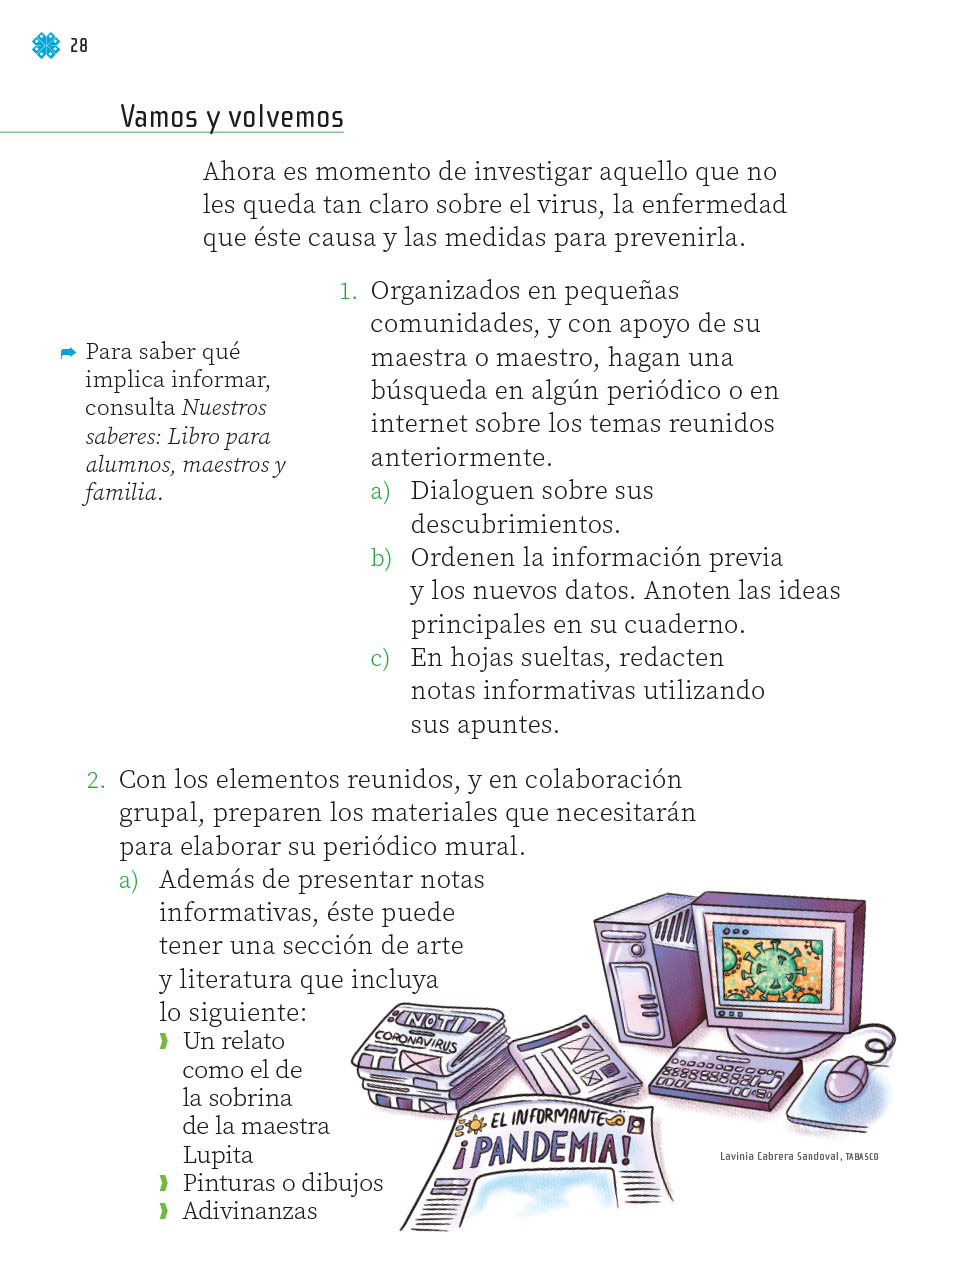 28
Vamos y volvemos
Ahora es momento de investigar aquello que no
les queda tan claro sobre el virus, la enfermedad
que éste causa y las medidas para prevenirla.
1. Organizados en pequeñas
comunidades, y con apoyo de su
maestra o maestro, hagan una
búsqueda en algún periódico o en
internet sobre los temas reunidos
anteriormente.
a) Dialoguen sobre sus
descubrimientos.
b) Ordenen la información previa
y los nuevos datos. Anoten las ideas
principales en su cuaderno.
c) En hojas sueltas, redacten
notas informativas utilizando
sus apuntes.
Para saber qué
implica informar,
consulta Nuestros
saberes: Libro para
alumnos, maestros y
familia.
2. Con los elementos reunidos, y en colaboración
grupal, preparen los materiales que necesitarán
para elaborar su periódico mural.
a) Además de presentar notas
informativas, éste puede
tener una sección de arte
y literatura que incluya
lo siguiente:
Un relato
como el de
la sobrina
de la maestra
Lupita
Pinturas o dibujos
Adivinanzas
NOTI
CORONAVIRUS
EL INFORMANTE
¡PANDEMIA!
Lavinia Cabrera Sandoval, TABASCO